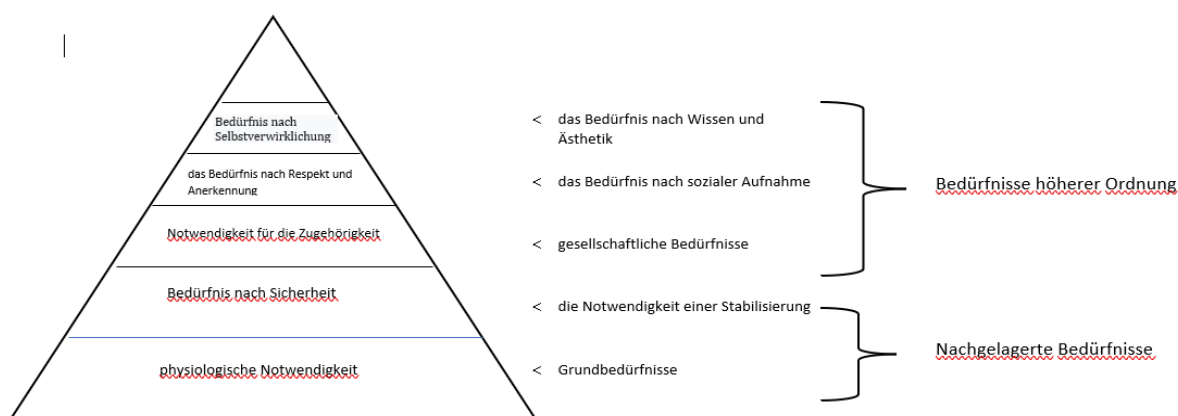 Bedürfnis nach
Selbstverwirklichung
das Bedürfnis nach Respekt und
Anerkennung
Notwendigkeit für die Zugehörigkeit
Bedürfnis nach Sicherheit
physiologische Notwendigkeit
< das Bedürfnis nach Wissen und
Ästhetik
< das Bedürfnis nach sozialer Aufnahme
< gesellschaftliche Bedürfnisse
< die Notwendigkeit einer Stabilisierung
< Grundbedürfnisse
Bedürfnisse höherer Ordnung
Nachgelagerte Bedürfnisse